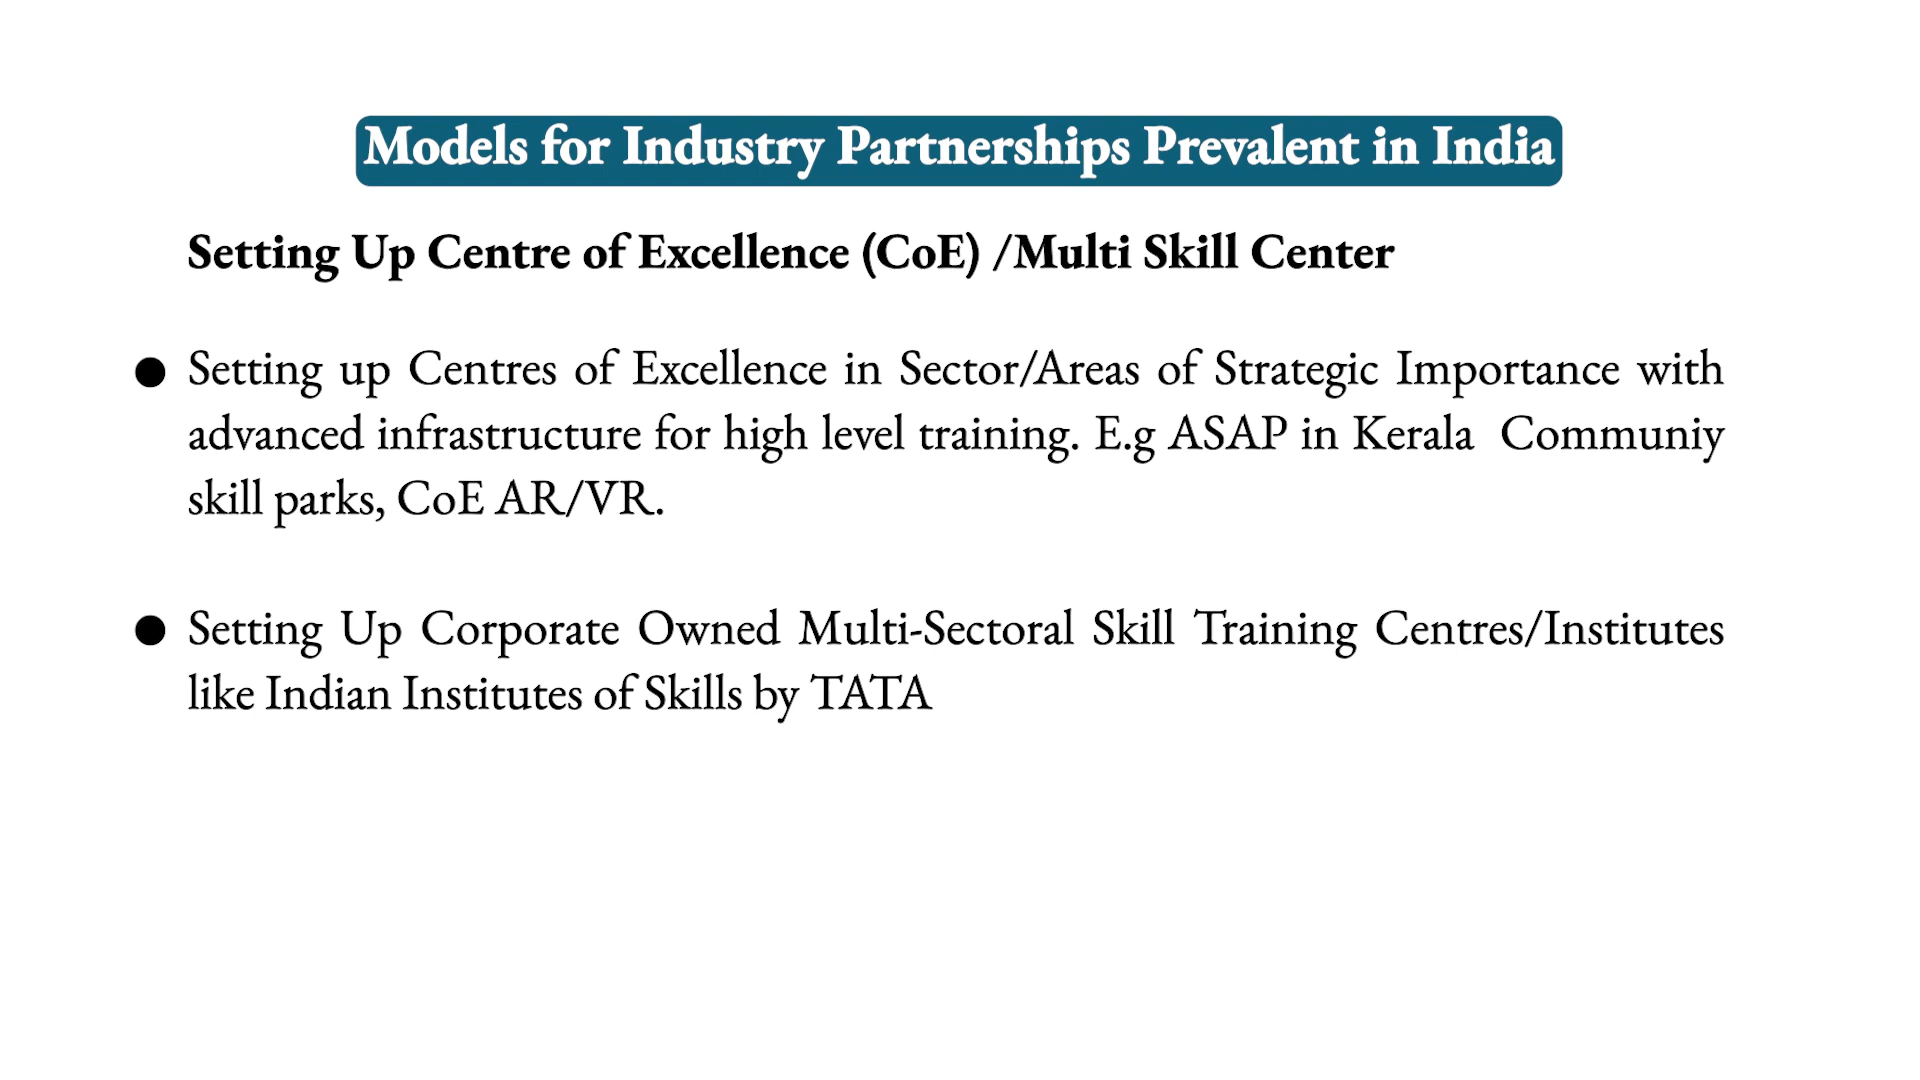 Models for Industry Partnerships Prevalent in India
Setting Up Centre of Excellence (CoE) /Multi Skill Center
● Setting up Centres of Excellence in Sector/Areas of Strategic Importance with
advanced infrastructure for high level training. E.g ASAP in Kerala  Communiy
skill parks, CoE AR/VR.
● Setting Up Corporate Owned Multi-Sectoral Skill Training Centres/Institutes
like Indian Institutes of Skills by TATA